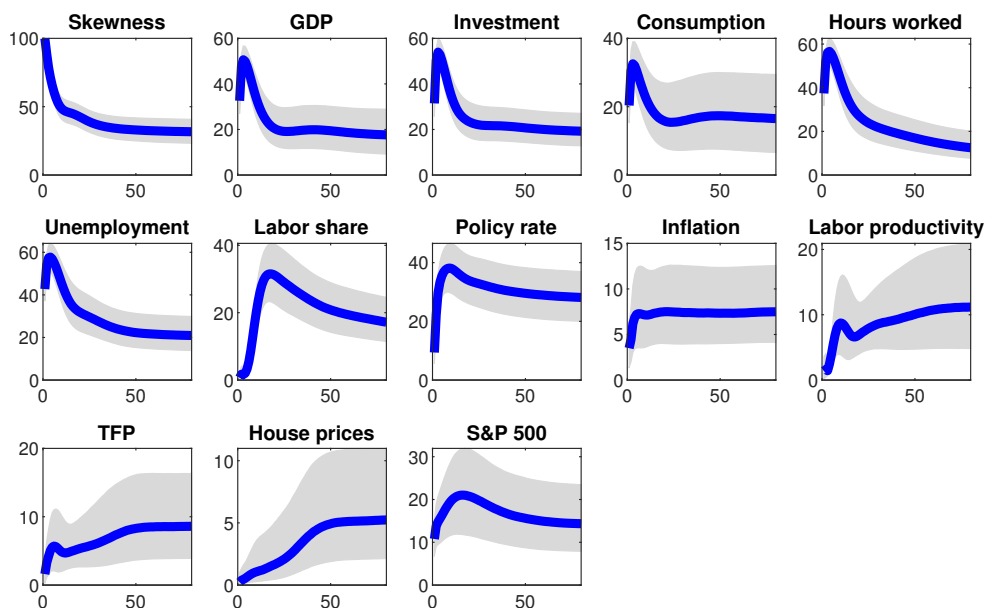 Skewness GDP Investment Consumption Hours worked
100 60 60 40 60
50 40 40 20 40
20 20 20
0 0 0 0 0
0 50 0 50 0 50 0 50 0 50
Unemployment Labor share Policy rate Inflation Labor productivity
60 40 40 15 20
40 20 20 10 10
20 5
0 0 0 0 0
0 50 0 50 0 50 0 50 0 50
TFP House prices S&P 500
20 10 30
10 5 20
10
0 0 0
0 50 0 50 0 50